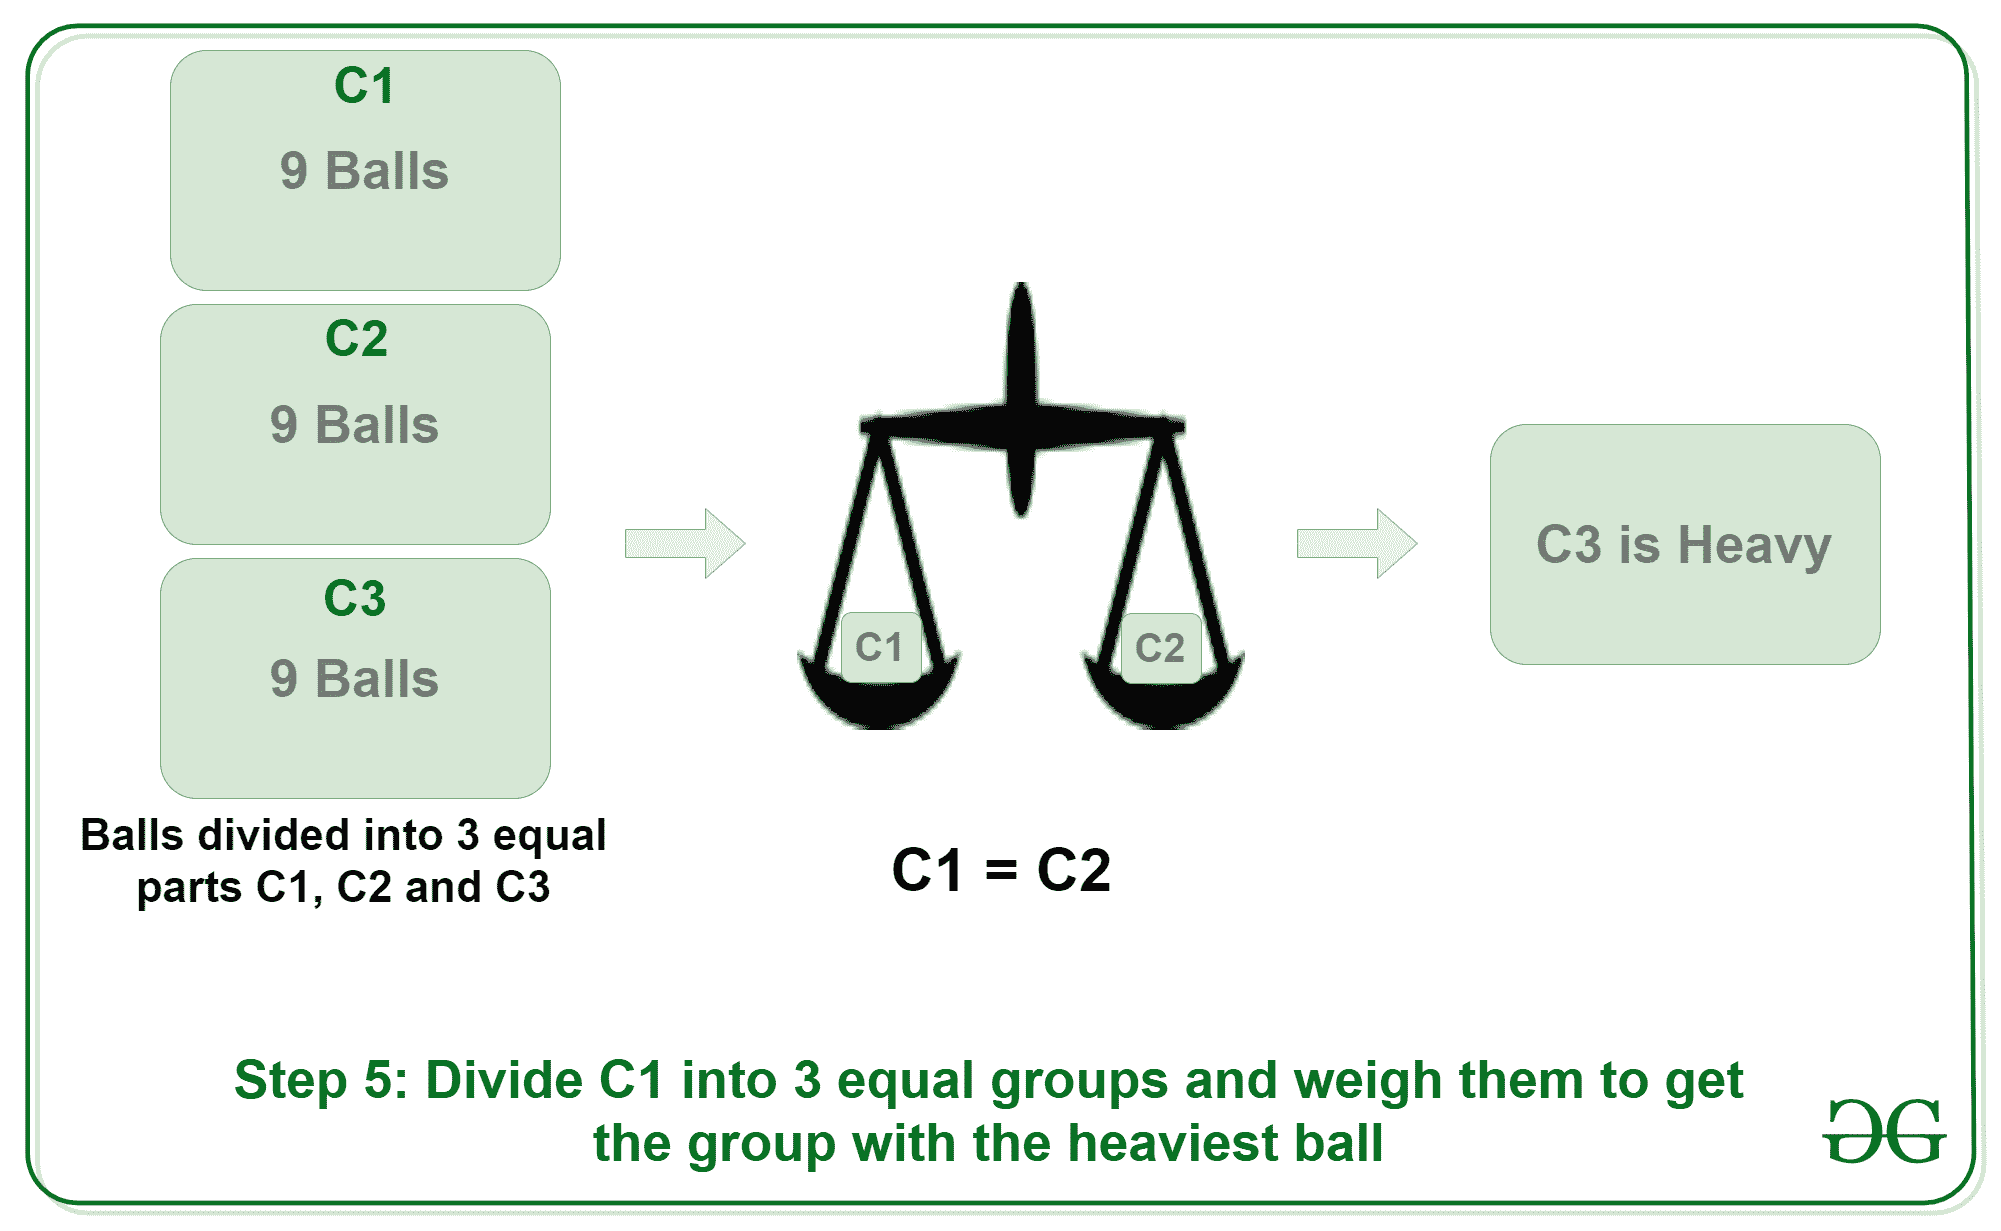 C1
9 Balls
C2
9 Balls
C3
9 Balls
Balls divided into 3 equal
parts C1, C2 and C3
C1
C2
C1 = C2
C3 is Heavy
Step 5: Divide C1 into 3 equal groups and weigh them to get
the group with the heaviest ball